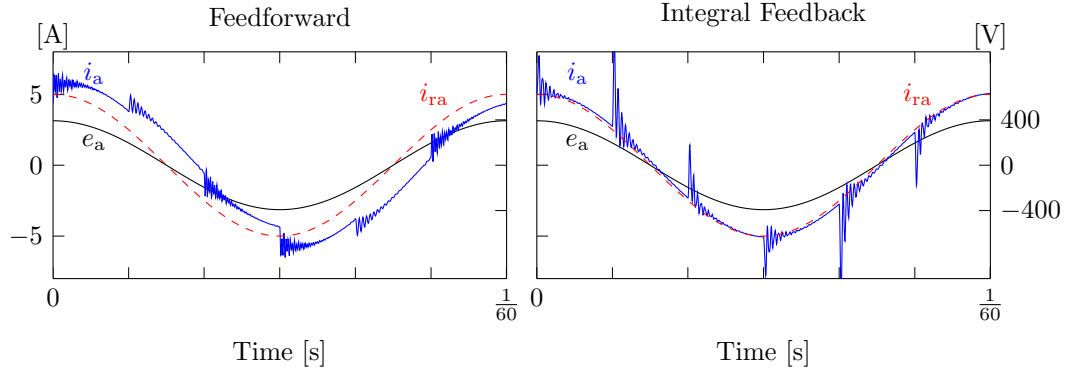 Feedforward
Integral Feedback
[A]
[V]
i_a
i_ra
e_a
5
0
−5
0
1/60
Time [s]
i_a
i_ra
e_a
400
0
−400
0
1/60
Time [s]